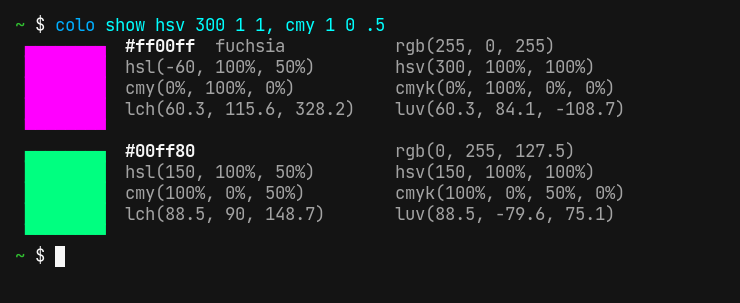 ~ $ colo show hsv 300 1 1, cmy 1 0 .5
#ff00ff fuchsia rgb(255, 0, 255)
hsl(-60, 100%, 50%) hsv(300, 100%, 100%)
cmy(0%, 100%, 0%) cmyk(0%, 100%, 0%, 0%)
lch(60.3, 115.6, 328.2) luv(60.3, 84.1, -108.7)
#00ff80 rgb(0, 255, 127.5)
hsl(150, 100%, 50%) hsv(150, 100%, 100%)
cmy(100%, 0%, 50%) cmyk(100%, 0%, 50%, 0%)
lch(88.5, 90, 148.7) luv(88.5, -79.6, 75.1)
~ $